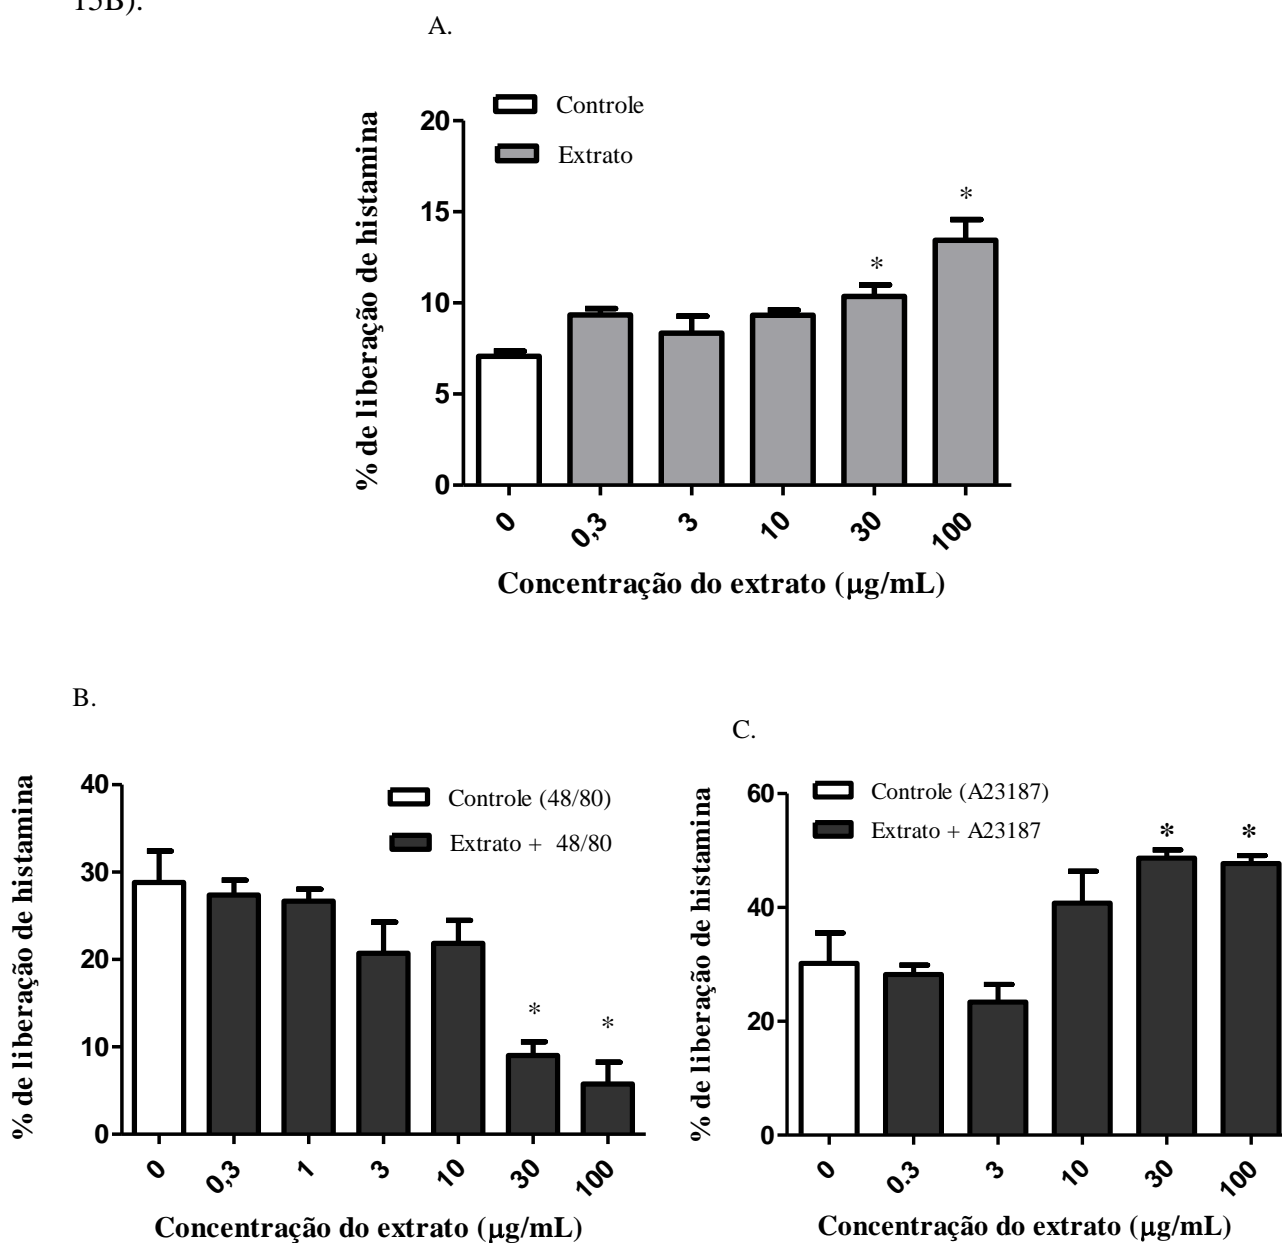 15B).
A.
Controle
Extrato
% de liberação de histamina
20
15
10
5
0
*
*
0
0,3
3
10
30
100
Concentração do extrato (µg/mL)
B.
Controle (48/80)
Extrato + 48/80
% de liberação de histamina
40
30
20
10
0
*
*
0
0,3
1
3
10
30
100
Concentração do extrato (µg/mL)
C.
Controle (A23187)
Extrato + A23187
% de liberação de histamina
60
40
20
0
*
*
0
0.3
3
10
30
100
Concentração do extrato (µg/mL)